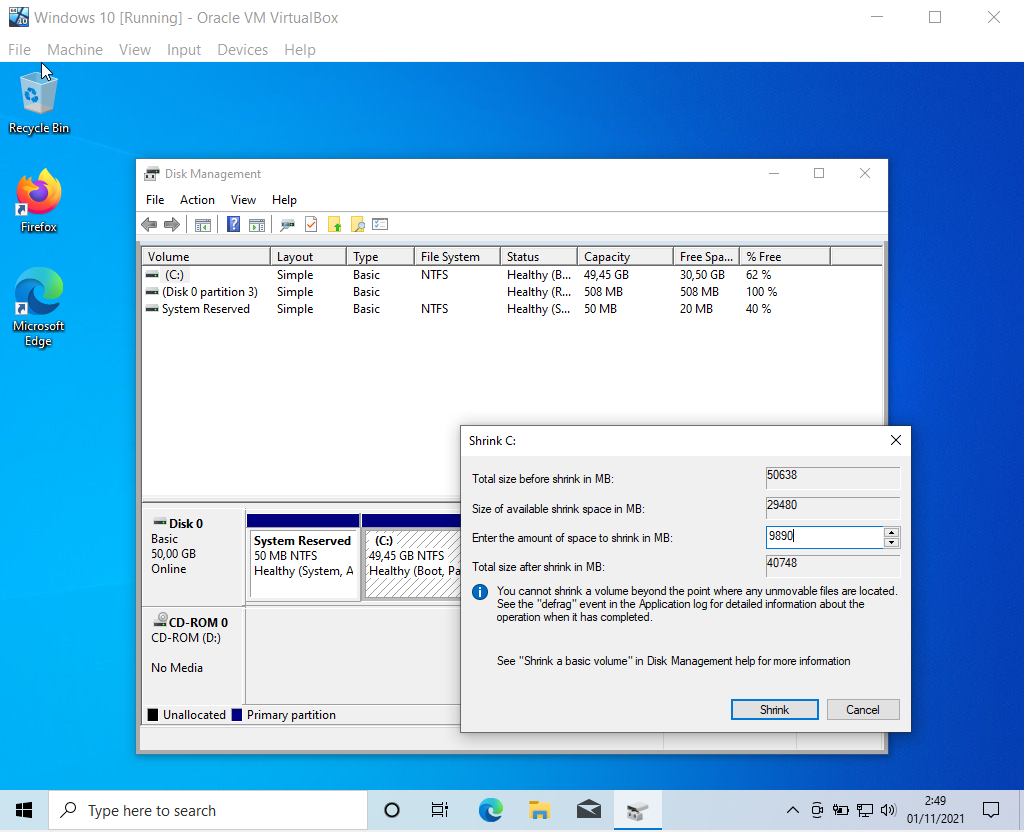 Windows 10 [Running] - Oracle VM VirtualBox
File Machine View Input Devices Help
Recycle Bin
Firefox
Microsoft
Edge
Disk Management
File Action View Help
Volume Layout Type File System Status Capacity Free Spa... % Free
(C:) Simple Basic NTFS Healthy (B... 49,45 GB 30,50 GB 62 %
(Disk 0 partition 3) Simple Basic Healthy (R... 508 MB 508 MB 100 %
System Reserved Simple Basic NTFS Healthy (S... 50 MB 20 MB 40 %
Disk 0
Basic
50,00 GB
Online
System Reserved
50 MB NTFS
Healthy (System, A
(C:)
49,45 GB NTFS
Healthy (Boot, Pa
CD-ROM 0
CD-ROM (D:)
No Media
Unallocated Primary partition
Shrink C:
Total size before shrink in MB: 50638
Size of available shrink space in MB: 29480
Enter the amount of space to shrink in MB: 9890
Total size after shrink in MB: 40748
You cannot shrink a volume beyond the point where any unmovable files are located.
See the "defrag" event in the Application log for detailed information about the
operation when it has completed.
See "Shrink a basic volume" in Disk Management help for more information
Shrink Cancel
Type here to search
2:49
01/11/2021